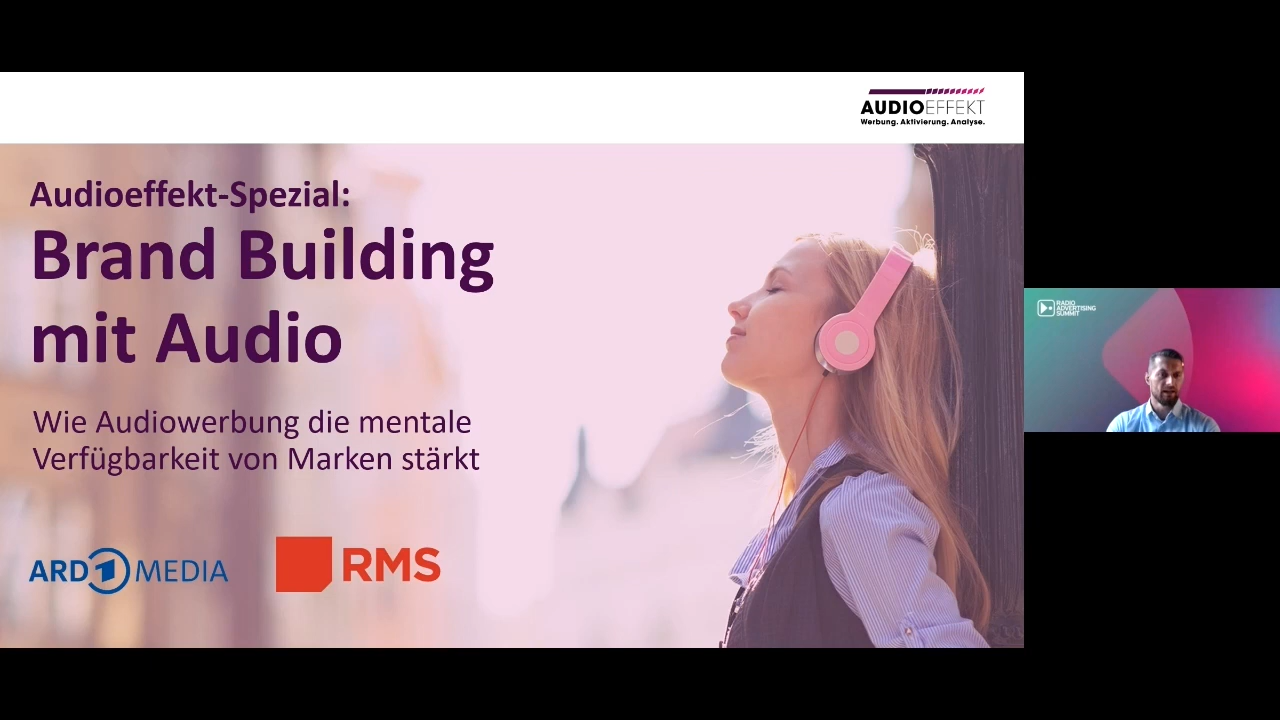 AUDIOEFFEKT
Werbung. Aktivierung. Analyse.
Audioeffekt-Spezial:
Brand Building
mit Audio
Wie Audiowerbung die mentale
Verfügbarkeit von Marken stärkt
ARD 1 MEDIA
RMS
RADIO
ADVERTISING
SUMMIT